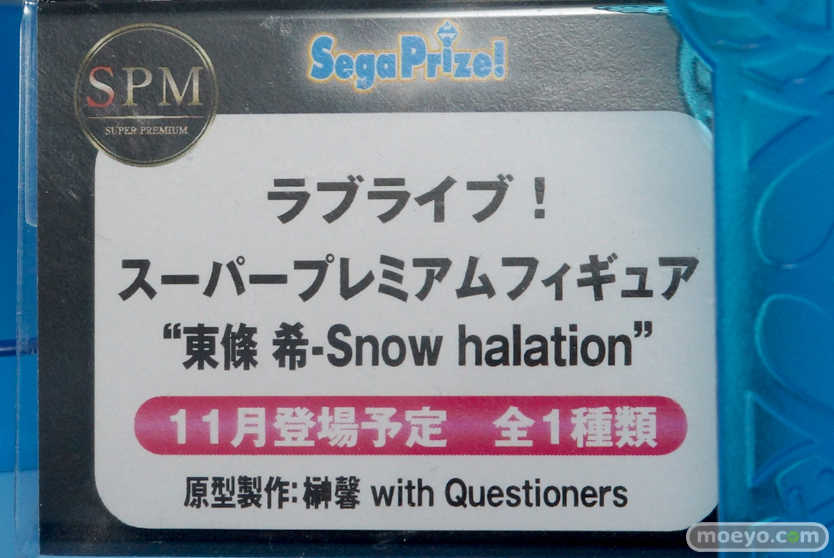 SPM
SUPER PREMIUM
SegaPrize!
ラブライブ！
スーパープレミアムフィギュア
“東條 希-Snow halation”
11月登場予定　全1種類
原型製作：榊馨 with Questioners
moeyo.com